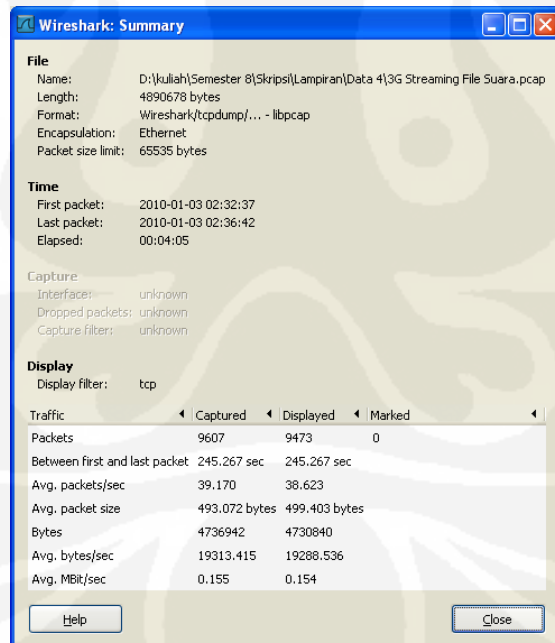 Wireshark: Summary
File
Name: D:\kuliah\Semester 8\Skripsi\Lampiran\Data 4\3G Streaming File Suara.pcap
Length: 4890678 bytes
Format: Wireshark/tcpdump/... - libpcap
Encapsulation: Ethernet
Packet size limit: 65535 bytes
Time
First packet: 2010-01-03 02:32:37
Last packet: 2010-01-03 02:36:42
Elapsed: 00:04:05
Capture
Interface: unknown
Dropped packets: unknown
Capture filter: unknown
Display
Display filter: tcp
Traffic Captured Displayed Marked
Packets 9607 9473 0
Between first and last packet 245.267 sec 245.267 sec
Avg. packets/sec 39.170 38.623
Avg. packet size 493.072 bytes 499.403 bytes
Bytes 4736942 4730840
Avg. bytes/sec 19313.415 19288.536
Avg. MBit/sec 0.155 0.154
Help Close